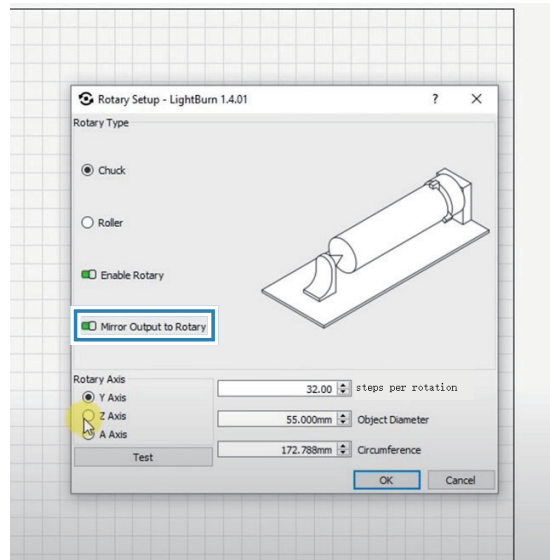 Rotary Setup - LightBurn 1.4.01 ? X
Rotary Type
Chuck
Roller
Enable Rotary
Mirror Output to Rotary
Rotary Axis
Y Axis
Z Axis
A Axis
Test
32.00 steps per rotation
55.000mm Object Diameter
172.788mm Circumference
OK Cancel